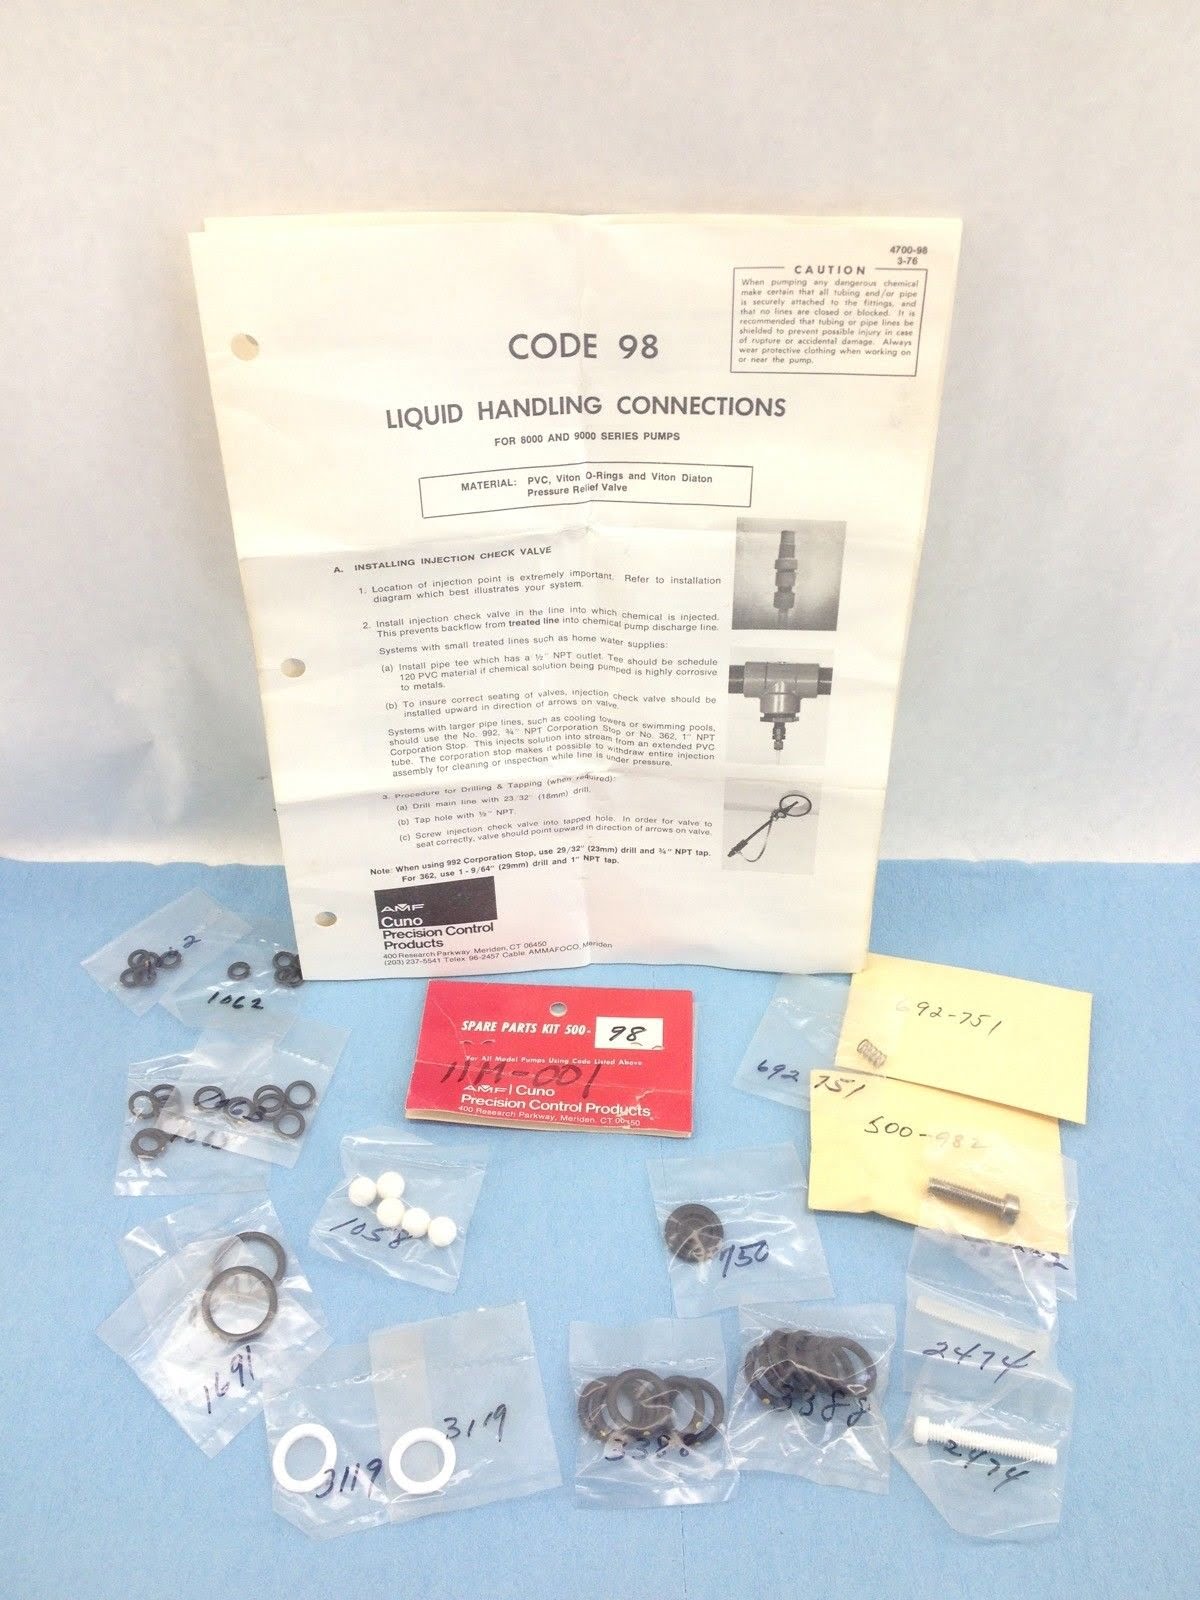 4700-98
3-76
CAUTION
When pumping any dangerous chemical
make certain that all tubing and/or pipe
is securely attached to the fittings, and
that no lines are closed or blocked. It is
recommended that tubing or pipe lines be
shielded to prevent possible injury in case
of rupture or accidental damage. Always
wear protective clothing when working on
or near the pump.
CODE 98
LIQUID HANDLING CONNECTIONS
FOR 8000 AND 9000 SERIES PUMPS
MATERIAL: PVC, Viton O-Rings and Viton Diaton
Pressure Relief Valve
A. INSTALLING INJECTION CHECK VALVE
1. Location of injection point is extremely important. Refer to installation
diagram which best illustrates your system.
2. Install injection check valve in the line into which chemical is injected.
This prevents backflow from treated line into chemical pump discharge line.
Systems with small treated lines such as home water supplies:
(a) Install pipe tee which has a ½" NPT outlet. Tee should be schedule
120 PVC material if chemical solution being pumped is highly corrosive
to metals.
(b) To insure correct seating of valves, injection check valve should be
installed upward in direction of arrows on valve.
Systems with larger pipe lines, such as cooling towers or swimming pools,
should use the No. 992, ¾" NPT Corporation Stop or No. 362, 1" NPT
Corporation Stop. This injects solution into stream from an extended PVC
tube. The corporation stop makes it possible to withdraw entire injection
assembly for cleaning or inspection while line is under pressure.
3. Procedure for Drilling & Tapping (when required):
(a) Drill main line with 23/32" (18mm) drill.
(b) Tap hole with ½" NPT.
(c) Screw injection check valve into tapped hole. In order for valve to
seat correctly, valve should point upward in direction of arrows on valve.
Note: When using 992 Corporation Stop, use 29/32" (23mm) drill and ¾" NPT tap.
For 362, use 1-9/64" (29mm) drill and 1" NPT tap.
AMF
Cuno
Precision Control
Products
400 Research Parkway, Meriden, CT 06450
(203) 237-5541 Telex 96-2457 Cable AMMAFOCO, Meriden
1062
1062
SPARE PARTS KIT 500- 98
For All Model Pumps Using Code Listed Above
AMF | Cuno
Precision Control Products
400 Research Parkway, Meriden, CT 06450
692-751
692 751
500-982
1063
1063
1058
750
1691
3119
3119
3388
3388
2474
2474